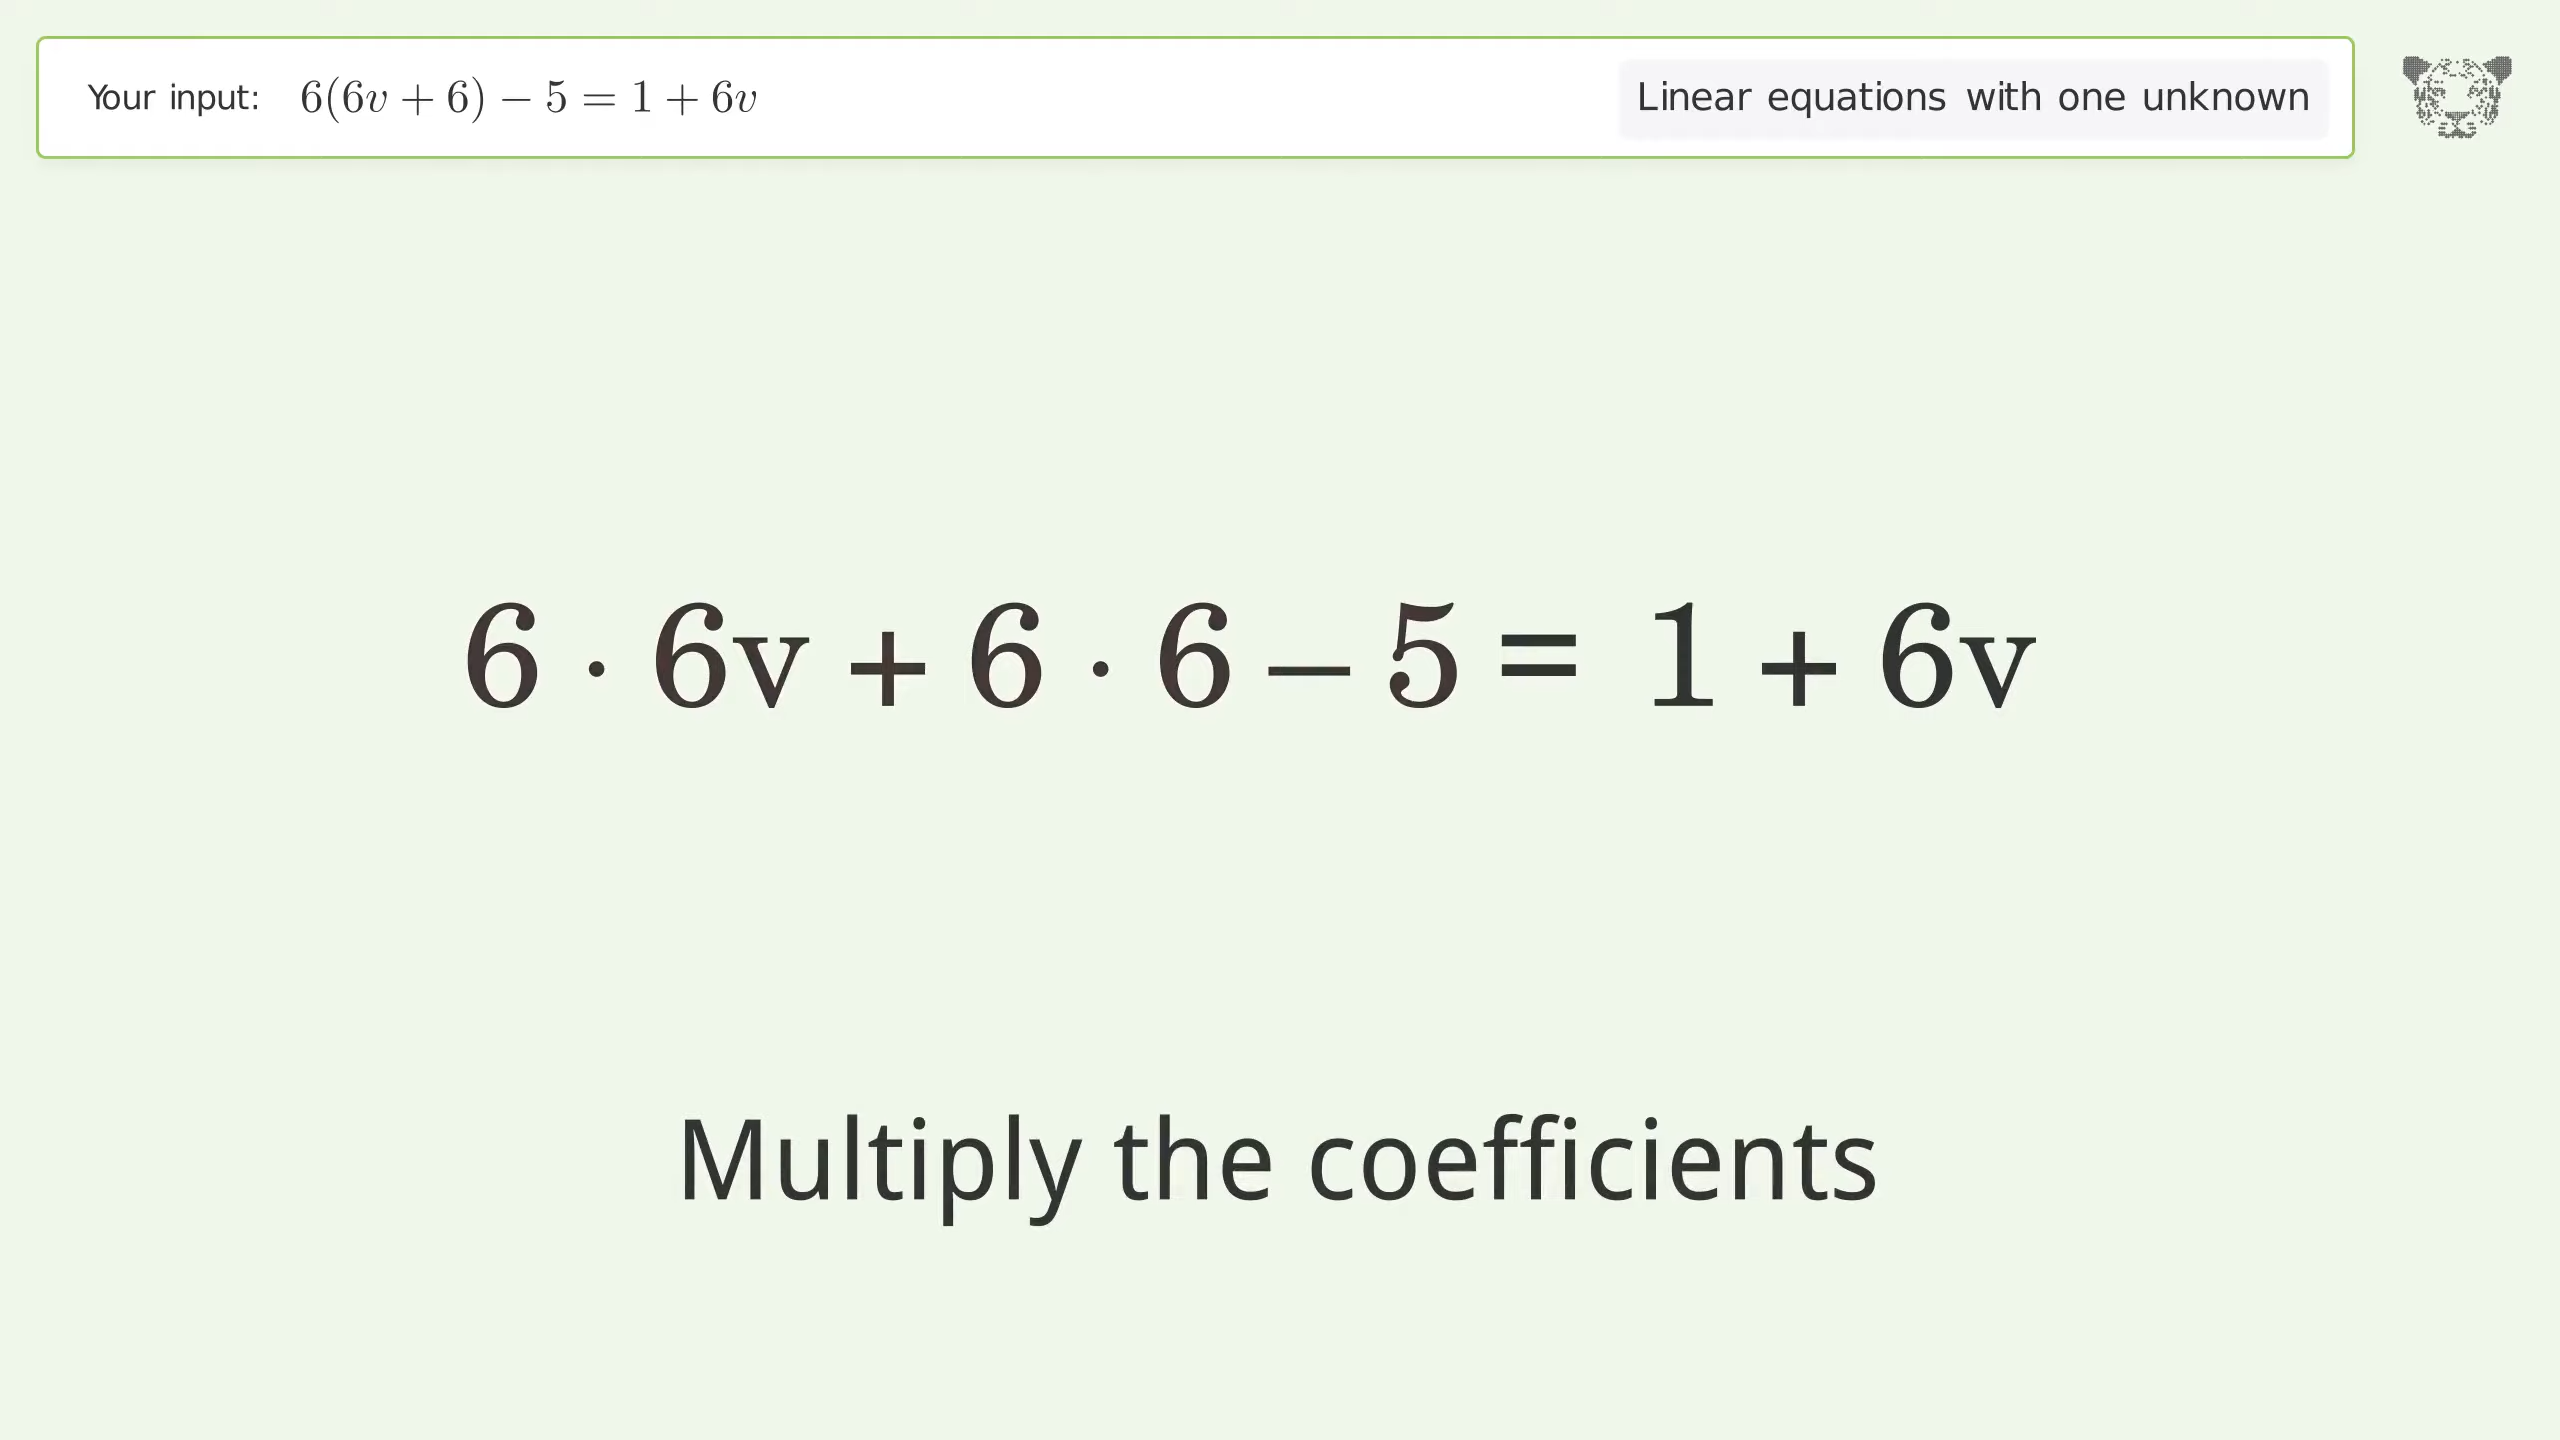 Your input: 6(6v + 6) − 5 = 1 + 6v
Linear equations with one unknown
6 · 6v + 6 · 6 − 5 = 1 + 6v
Multiply the coefficients